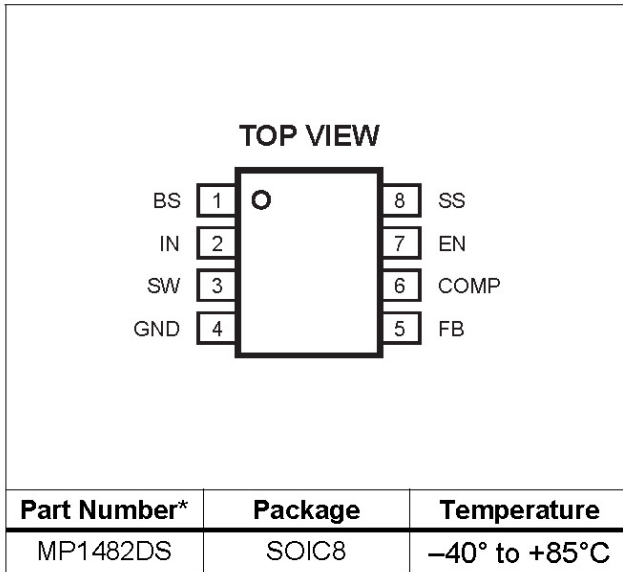 TOP VIEW
BS 1 8 SS
IN 2 7 EN
SW 3 6 COMP
GND 4 5 FB
Part Number* Package Temperature
MP1482DS SOIC8 –40° to +85°C